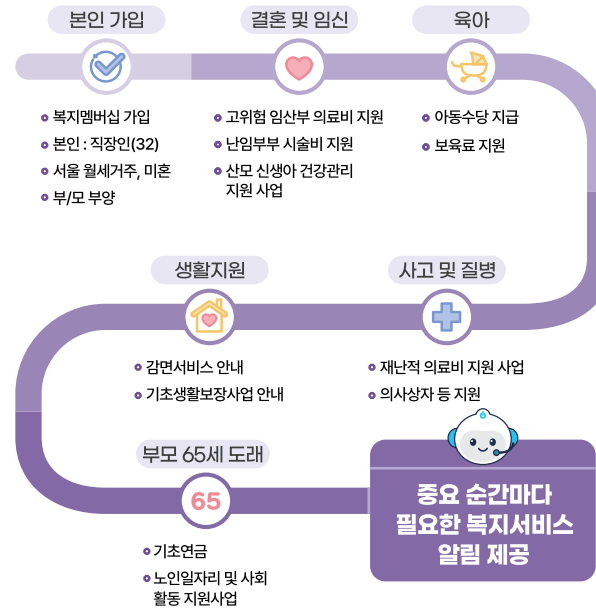 본인 가입
결혼 및 임신
육아
복지멤버십 가입
본인 : 직장인(32)
서울 월세거주, 미혼
부/모 부양
고위험 임산부 의료비 지원
난임부부 시술비 지원
산모 신생아 건강관리
지원 사업
아동수당 지급
보육료 지원
생활지원
사고 및 질병
감면서비스 안내
기초생활보장사업 안내
재난적 의료비 지원 사업
의사상자 등 지원
부모 65세 도래
65
기초연금
노인일자리 및 사회
활동 지원사업
중요 순간마다
필요한 복지서비스
알림 제공